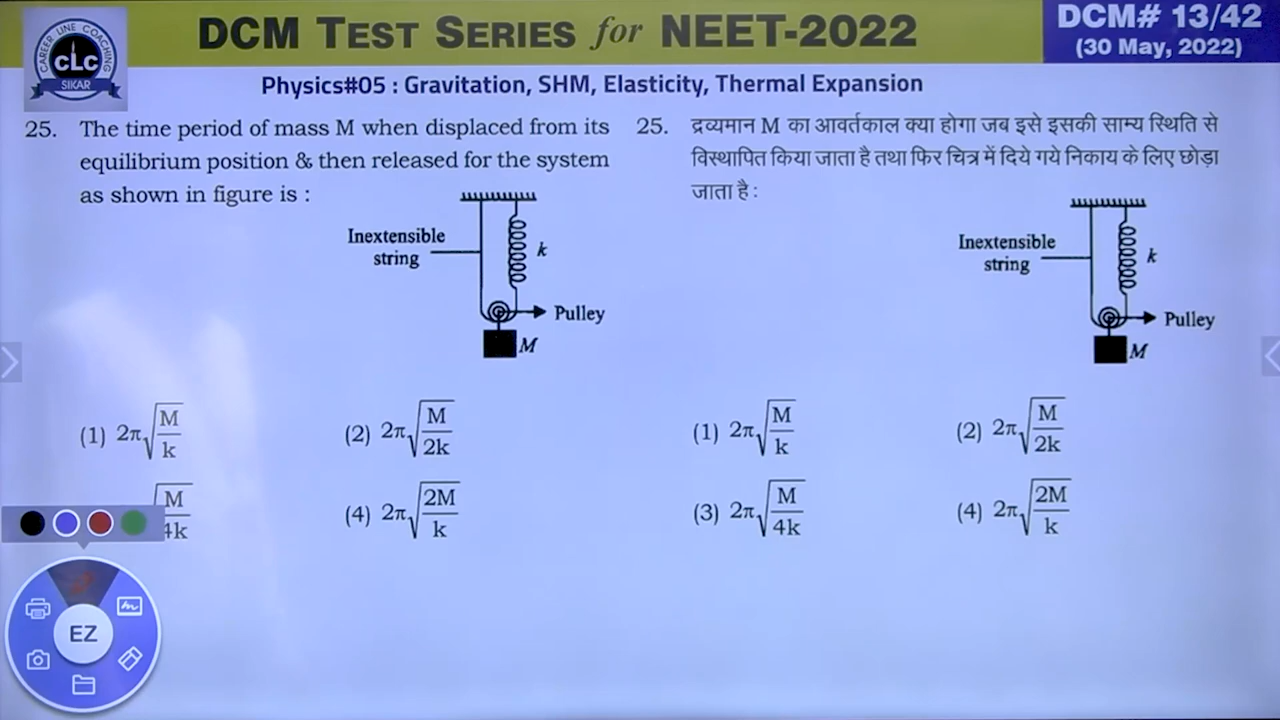 DCM TEST SERIES for NEET-2022
DCM# 13/42
(30 May, 2022)
CAREER LINE COACHING
CLC
SIKAR
Physics#05 : Gravitation, SHM, Elasticity, Thermal Expansion
25. The time period of mass M when displaced from its
equilibrium position & then released for the system
as shown in figure is :
Inextensible
string
k
Pulley
M
(1) 2π√(M/k)
(2) 2π√(M/2k)
M
4k
(4) 2π√(2M/k)
25. द्रव्यमान M का आवर्तकाल क्या होगा जब इसे इसकी साम्य स्थिति से
विस्थापित किया जाता है तथा फिर चित्र में दिये गये निकाय के लिए छोड़ा
जाता है :
Inextensible
string
k
Pulley
M
(1) 2π√(M/k)
(2) 2π√(M/2k)
(3) 2π√(M/4k)
(4) 2π√(2M/k)
EZ